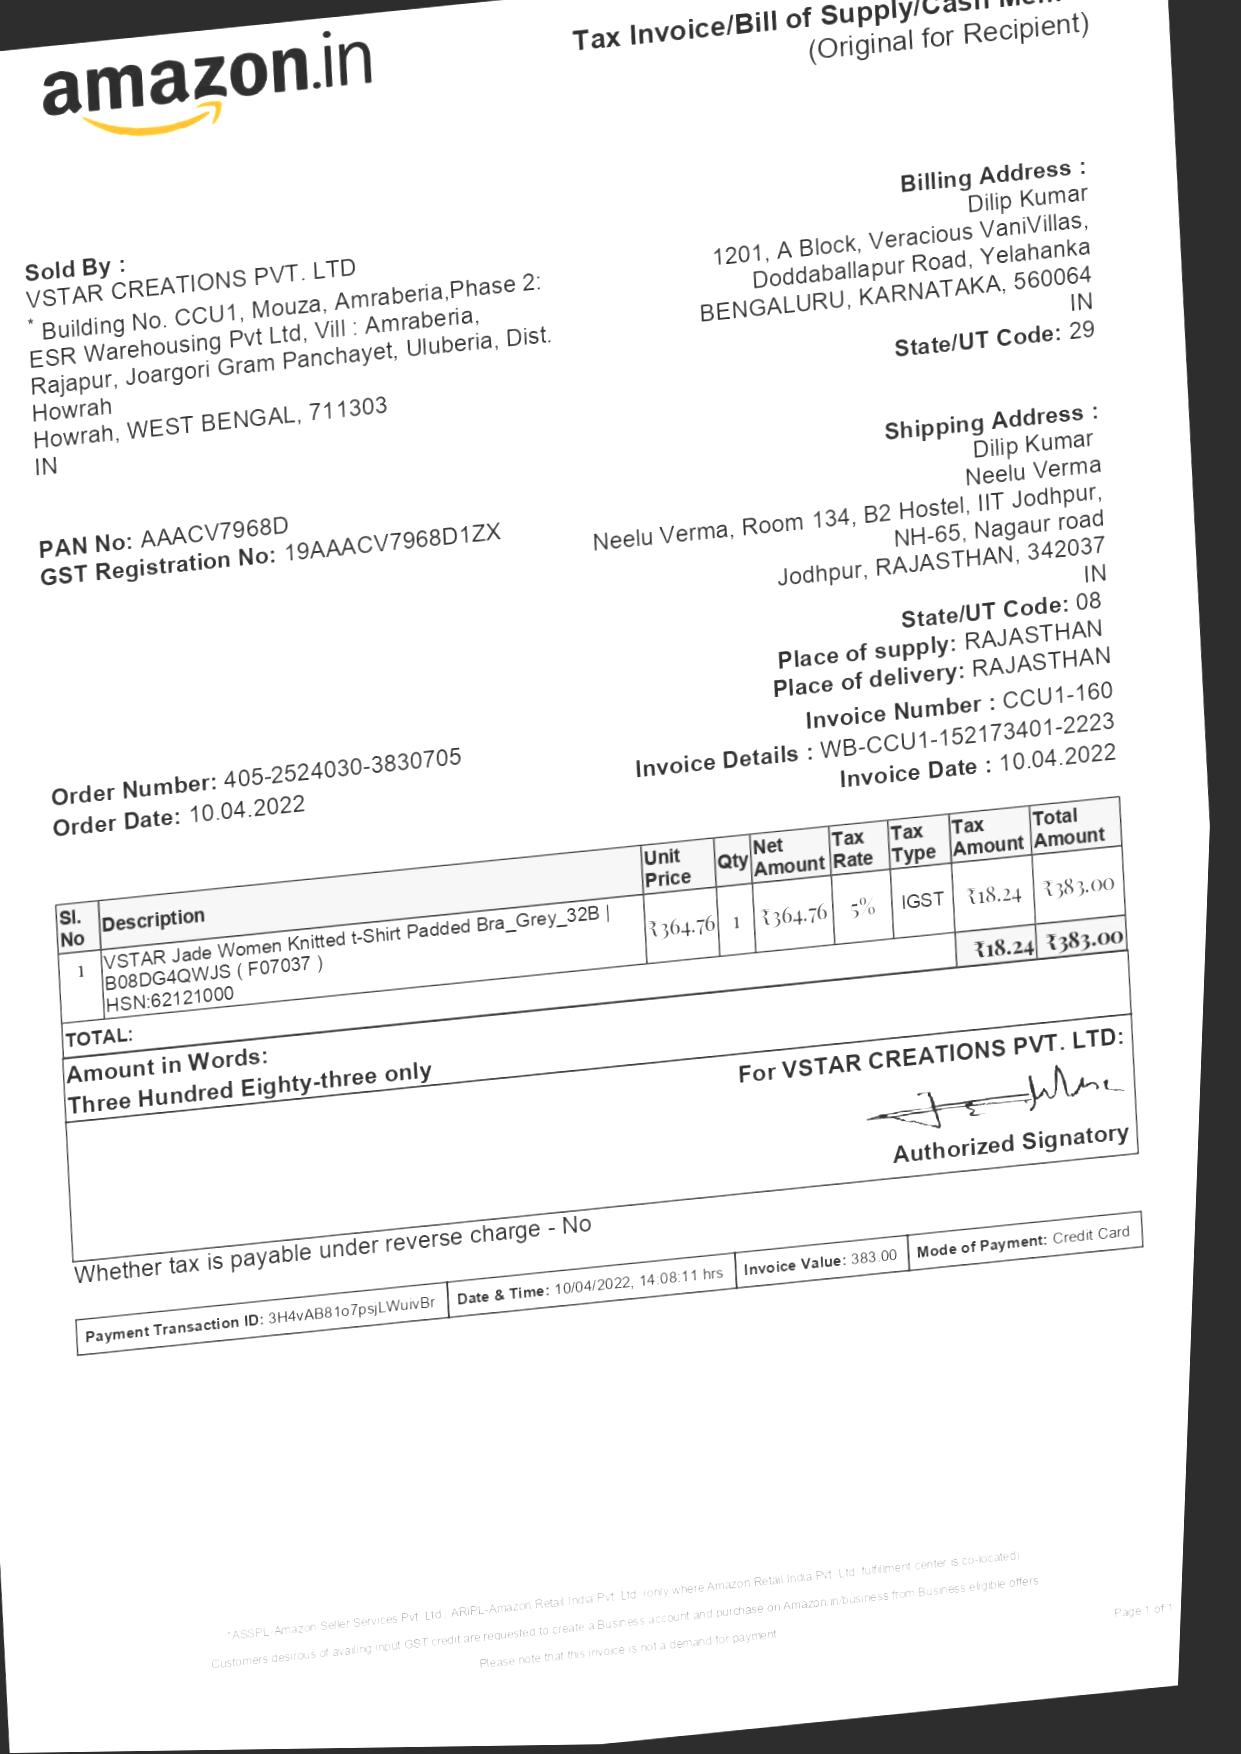 amazon.in
Tax Invoice/Bill of Supply/Cash
(Original for Recipient)
Sold By :
VSTAR CREATIONS PVT. LTD
* Building No. CCU1, Mouza, Amraberia,Phase 2:
ESR Warehousing Pvt Ltd, Vill : Amraberia,
Rajapur, Joargori Gram Panchayet, Uluberia, Dist.
Howrah
Howrah, WEST BENGAL, 711303
IN
PAN No: AAACV7968D
GST Registration No: 19AAACV7968D1ZX
Billing Address :
Dilip Kumar
1201, A Block, Veracious VaniVillas,
Doddaballapur Road, Yelahanka
BENGALURU, KARNATAKA, 560064
IN
State/UT Code: 29
Shipping Address :
Dilip Kumar
Neelu Verma
Neelu Verma, Room 134, B2 Hostel, IIT Jodhpur,
NH-65, Nagaur road
Jodhpur, RAJASTHAN, 342037
IN
State/UT Code: 08
Place of supply: RAJASTHAN
Place of delivery: RAJASTHAN
Invoice Number : CCU1-160
Invoice Details : WB-CCU1-152173401-2223
Invoice Date : 10.04.2022
Order Number: 405-2524030-3830705
Order Date: 10.04.2022
Sl. No Description Unit Price Qty Net Amount Tax Rate Tax Type Tax Amount Total Amount
1 VSTAR Jade Women Knitted t-Shirt Padded Bra_Grey_32B | ₹364.76 1 ₹364.76 5% IGST ₹18.24 ₹383.00
B08DG4QWJS ( F07037 )
HSN:62121000
TOTAL: ₹18.24 ₹383.00
Amount in Words:
Three Hundred Eighty-three only
For VSTAR CREATIONS PVT. LTD:
Authorized Signatory
Whether tax is payable under reverse charge - No
Payment Transaction ID: 3H4vAB81o7psjLWuivBr Date & Time: 10/04/2022, 14:08:11 hrs Invoice Value: 383.00 Mode of Payment: Credit Card
*ASSPL-Amazon Seller Services Pvt. Ltd., ARIPL-Amazon Retail India Pvt. Ltd. (only where Amazon Retail India Pvt. Ltd. fulfillment center is co-located)
Customers desirous of availing input GST credit are requested to create a Business account and purchase on Amazon.in/business from Business eligible offers
Please note that this invoice is not a demand for payment
Page 1 of 1